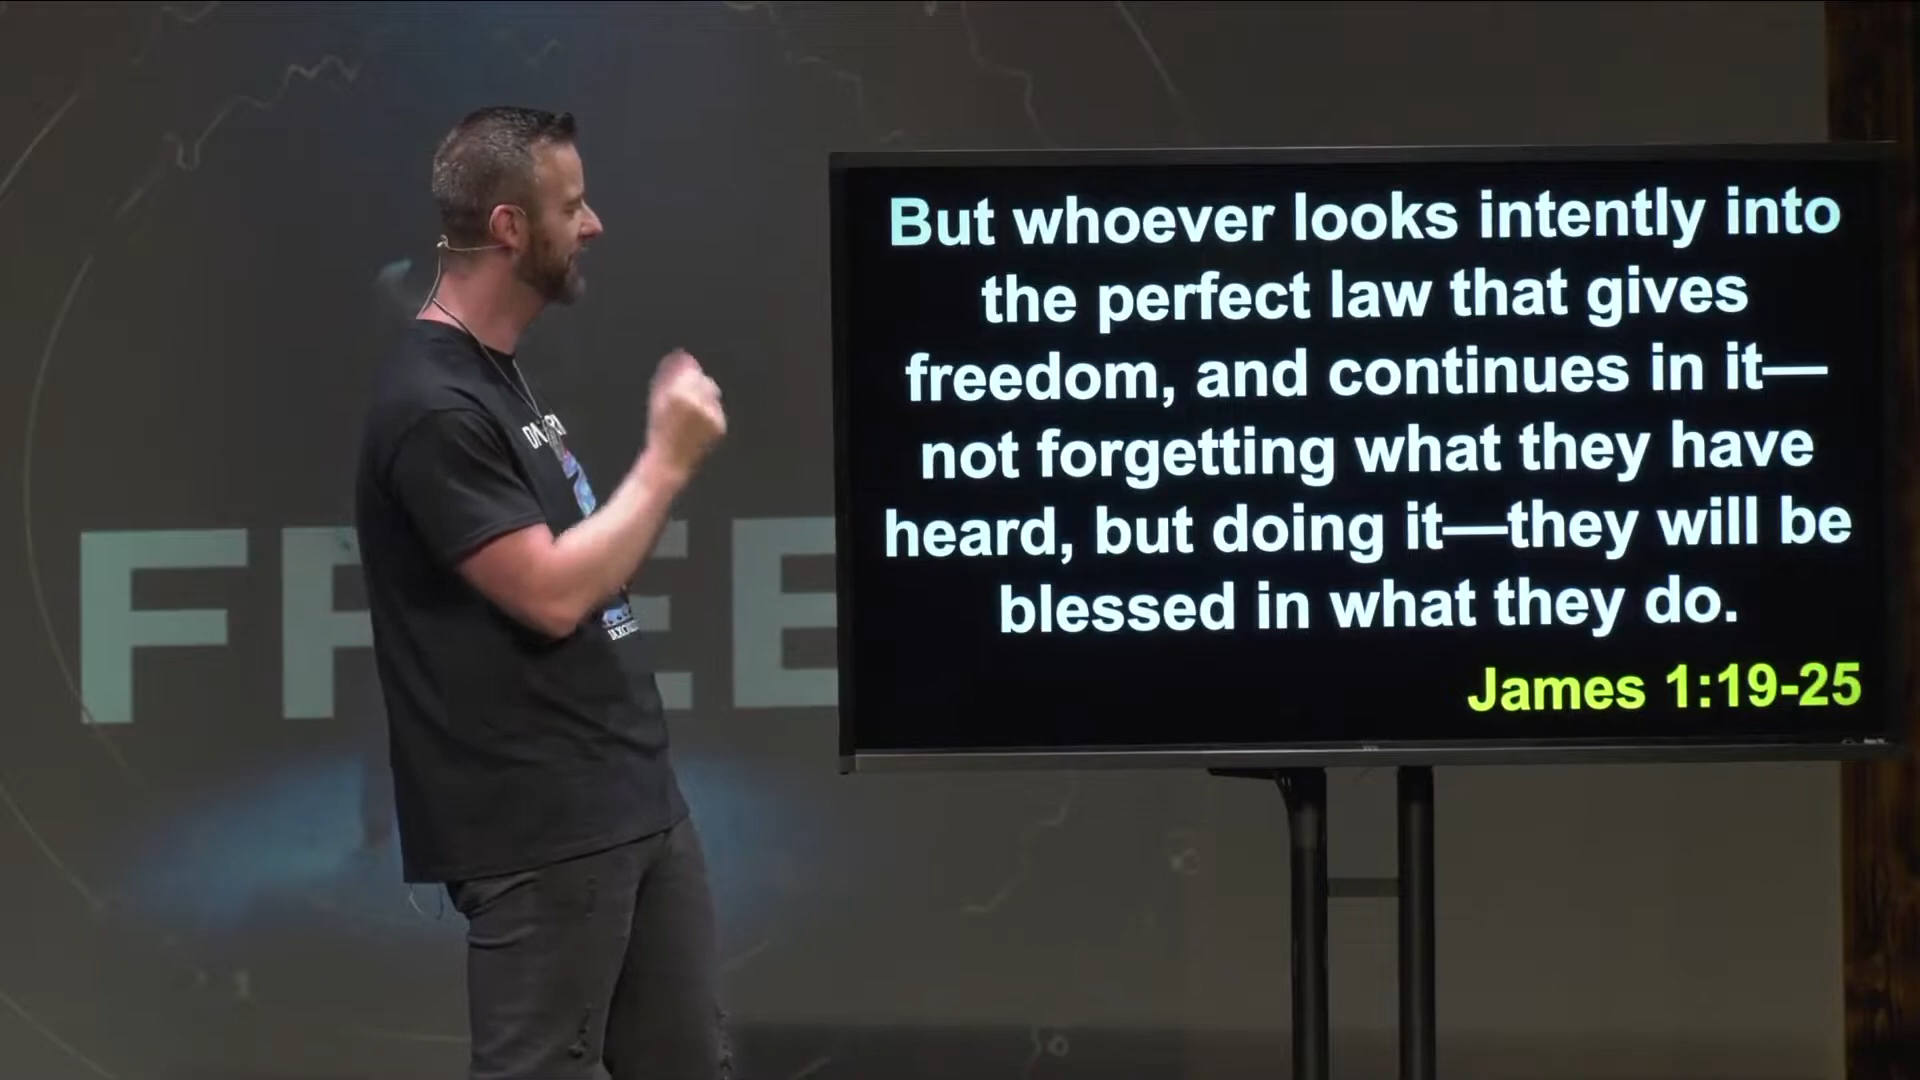 But whoever looks intently into
the perfect law that gives
freedom, and continues in it—
not forgetting what they have
heard, but doing it—they will be
blessed in what they do.
James 1:19-25